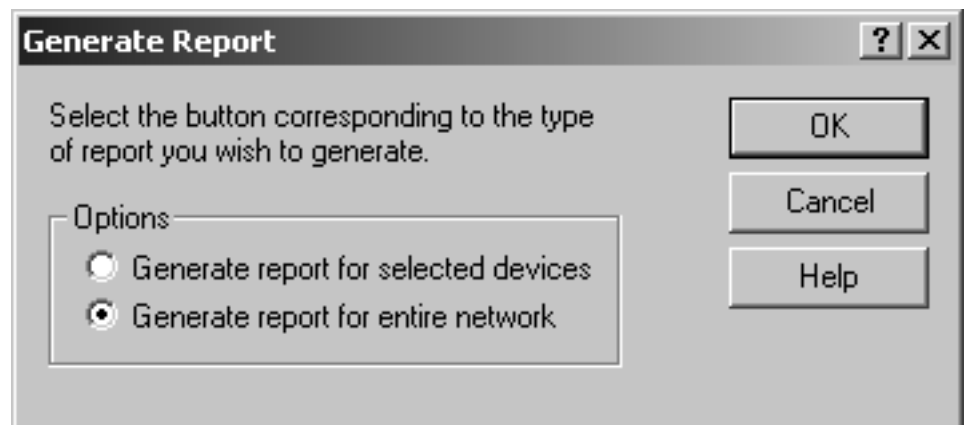 Generate Report
Select the button corresponding to the type
of report you wish to generate.
Options
Generate report for selected devices
Generate report for entire network
OK
Cancel
Help